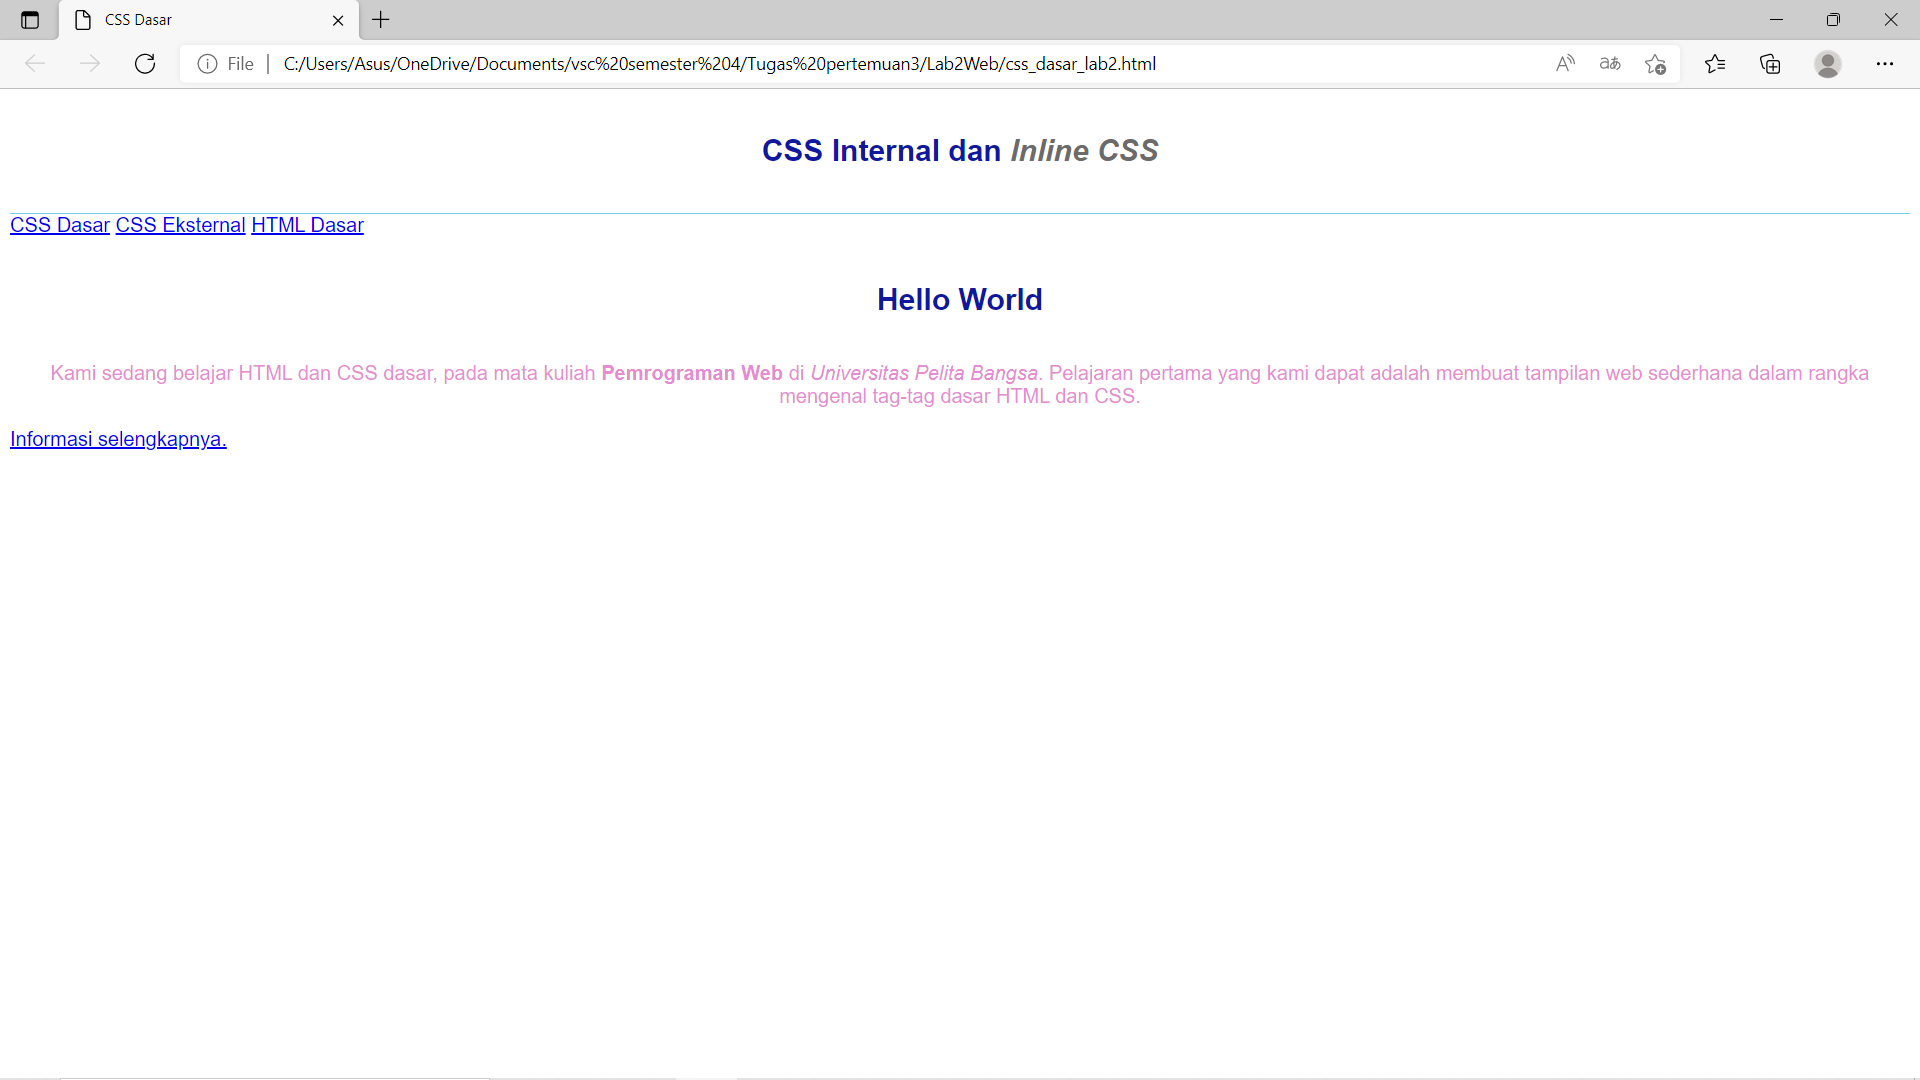 CSS Dasar
File
C:/Users/Asus/OneDrive/Documents/vsc%20semester%204/Tugas%20pertemuan3/Lab2Web/css_dasar_lab2.html
CSS Internal dan Inline CSS
CSS Dasar CSS Eksternal HTML Dasar
Hello World
Kami sedang belajar HTML dan CSS dasar, pada mata kuliah Pemrograman Web di Universitas Pelita Bangsa. Pelajaran pertama yang kami dapat adalah membuat tampilan web sederhana dalam rangka
mengenal tag-tag dasar HTML dan CSS.
Informasi selengkapnya.